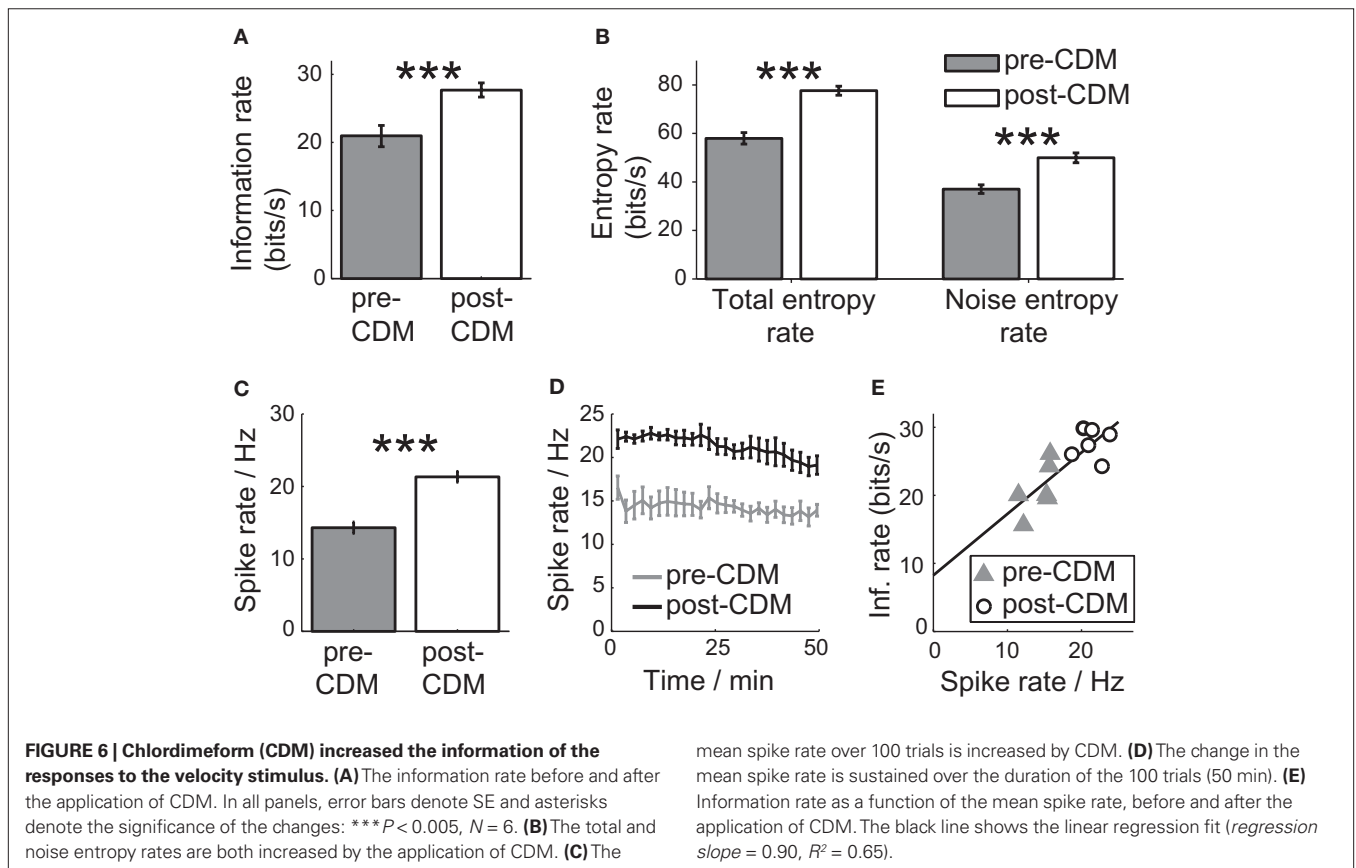 A
Information rate
(bits/s)
30
20
10
0
***
pre-
CDM
post-
CDM
B
Entropy rate
(bits/s)
80
60
40
20
0
***
***
pre-CDM
post-CDM
Total entropy
rate
Noise entropy
rate
C
Spike rate / Hz
30
20
10
0
***
pre-
CDM
post-
CDM
D
Spike rate / Hz
25
20
15
10
5
0
pre-CDM
post-CDM
0
25
50
Time / min
E
Inf. rate (bits/s)
30
20
10
0
pre-CDM
post-CDM
0
10
20
Spike rate / Hz
FIGURE 6 | Chlordimeform (CDM) increased the information of the
responses to the velocity stimulus. (A) The information rate before and after
the application of CDM. In all panels, error bars denote SE and asterisks
denote the significance of the changes: ***P < 0.005, N = 6. (B) The total and
noise entropy rates are both increased by the application of CDM. (C) The
mean spike rate over 100 trials is increased by CDM. (D) The change in the
mean spike rate is sustained over the duration of the 100 trials (50 min). (E)
Information rate as a function of the mean spike rate, before and after the
application of CDM. The black line shows the linear regression fit (regression
slope = 0.90, R² = 0.65).